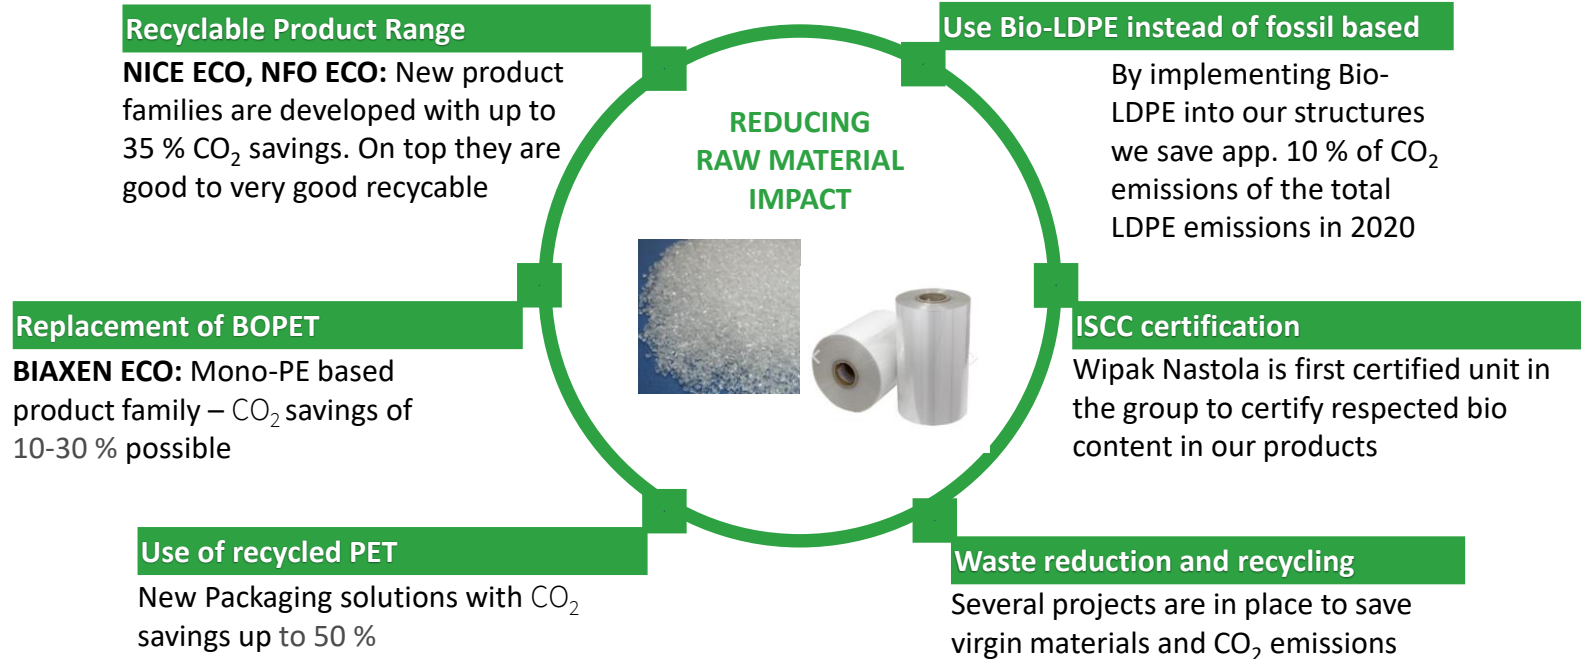 Recyclable Product Range
NICE ECO, NFO ECO: New product
families are developed with up to
35 % CO₂ savings. On top they are
good to very good recycable
Use Bio-LDPE instead of fossil based
By implementing Bio-
LDPE into our structures
we save app. 10 % of CO₂
emissions of the total
LDPE emissions in 2020
REDUCING
RAW MATERIAL
IMPACT
Replacement of BOPET
BIAXEN ECO: Mono-PE based
product family – CO₂ savings of
10-30 % possible
ISCC certification
Wipak Nastola is first certified unit in
the group to certify respected bio
content in our products
Use of recycled PET
New Packaging solutions with CO₂
savings up to 50 %
Waste reduction and recycling
Several projects are in place to save
virgin materials and CO₂ emissions